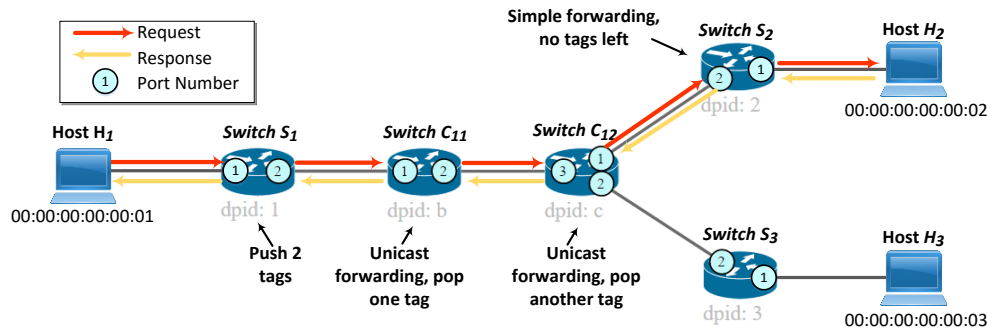 Request
Response
1 Port Number
Simple forwarding,
no tags left
Switch S2
Host H2
2
1
dpid: 2
00:00:00:00:00:02
Host H1
Switch S1
Switch C11
Switch C12
1
2
1
2
3
1
2
dpid: 1
dpid: b
dpid: c
00:00:00:00:00:01
Push 2
tags
Unicast
forwarding, pop
one tag
Unicast
forwarding, pop
another tag
Switch S3
Host H3
2
1
dpid: 3
00:00:00:00:00:03